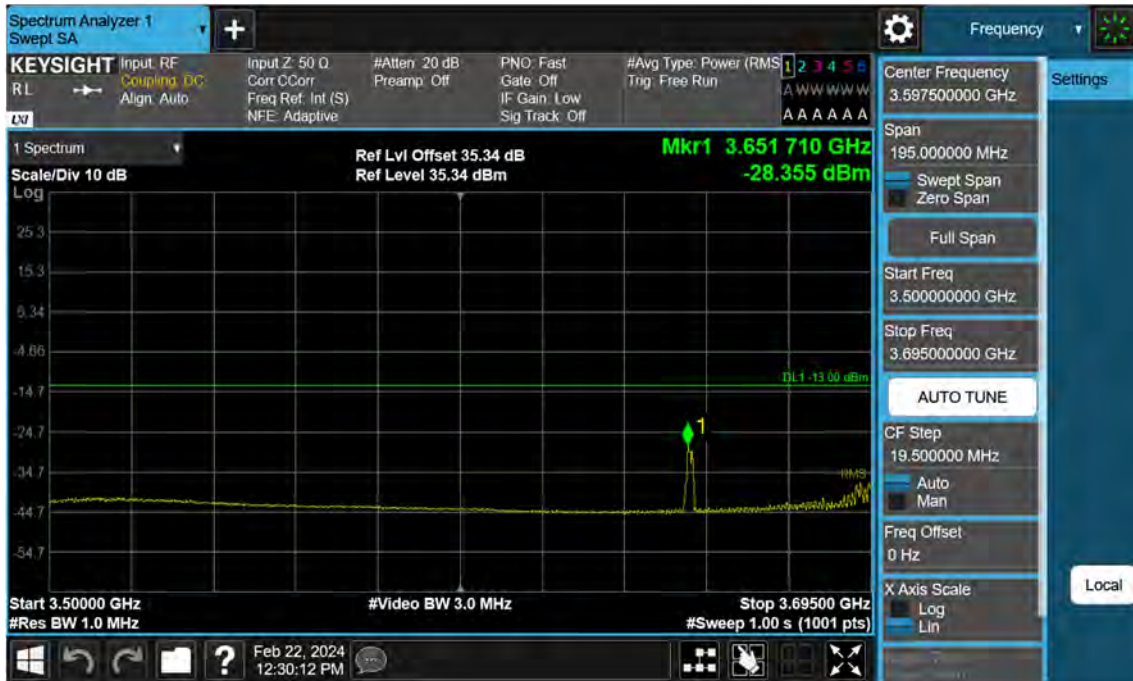 Spectrum Analyzer 1
Swept SA
+
Frequency
KEYSIGHT
RL
LXI
Input: RF
Coupling: DC
Align: Auto
Input Z: 50 Ω
Corr CCorr
Freq Ref: Int (S)
NFE: Adaptive
#Atten: 20 dB
Preamp: Off
PNO: Fast
Gate: Off
IF Gain: Low
Sig Track: Off
#Avg Type: Power (RMS
Trig: Free Run
1 2 3 4 5 6
A W W W W W
A A A A A A
1 Spectrum
Scale/Div 10 dB
Ref Lvl Offset 35.34 dB
Ref Level 35.34 dBm
Mkr1 3.651 710 GHz
-28.355 dBm
Log
25.3
15.3
5.34
-4.66
DL1 -13.00 dBm
-14.7
1
-24.7
-34.7
RMS
-44.7
-54.7
Start 3.50000 GHz
#Video BW 3.0 MHz
Stop 3.69500 GHz
#Res BW 1.0 MHz
#Sweep 1.00 s (1001 pts)
?
Feb 22, 2024
12:30:12 PM
Center Frequency
3.597500000 GHz
Span
195.000000 MHz
Swept Span
Zero Span
Full Span
Start Freq
3.500000000 GHz
Stop Freq
3.695000000 GHz
AUTO TUNE
CF Step
19.500000 MHz
Auto
Man
Freq Offset
0 Hz
X Axis Scale
Log
Lin
Settings
Local